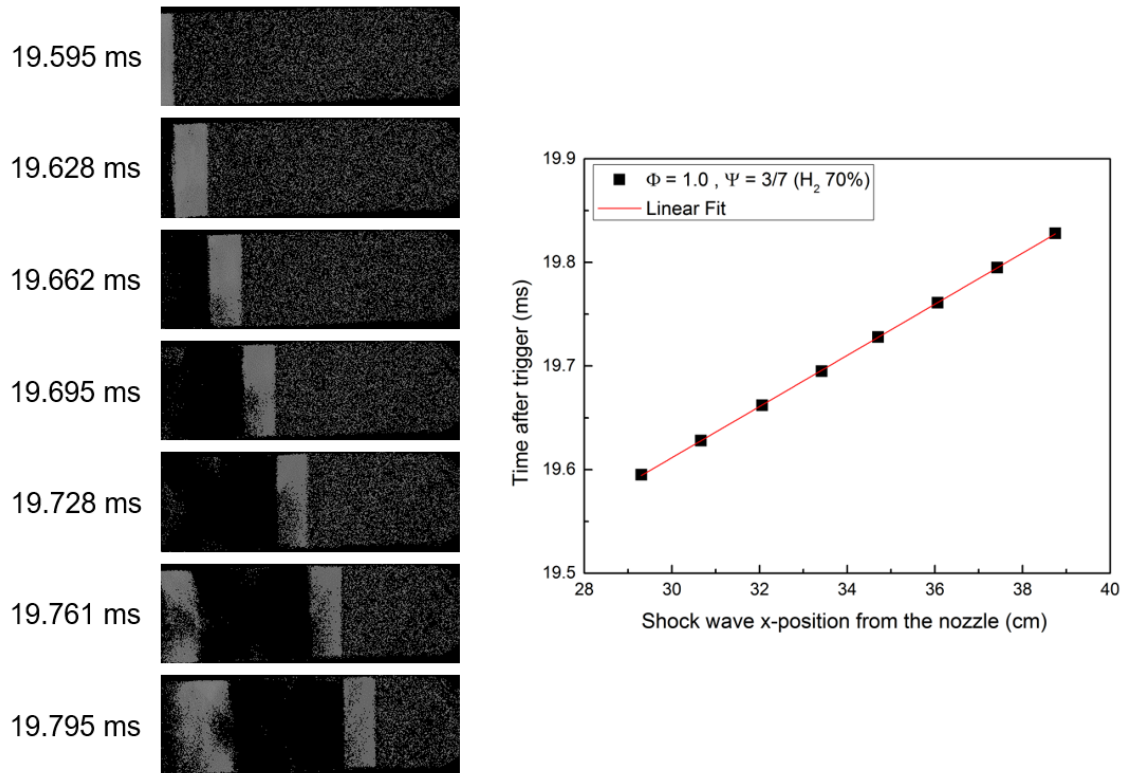 19.595 ms
19.628 ms
19.662 ms
19.695 ms
19.728 ms
19.761 ms
19.795 ms
19.9
19.8
19.7
19.6
19.5
Time after trigger (ms)
Φ = 1.0 , Ψ = 3/7 (H₂ 70%)
Linear Fit
28 30 32 34 36 38 40
Shock wave x-position from the nozzle (cm)